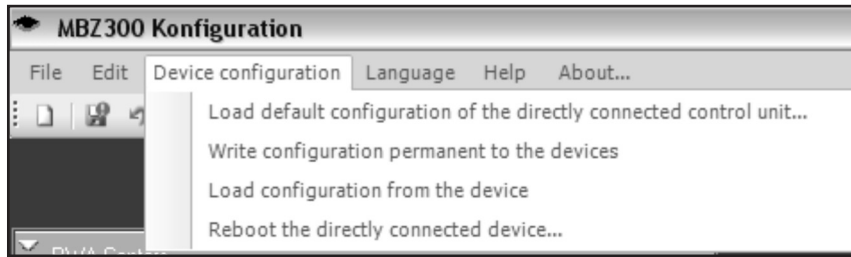 MBZ300 Konfiguration
File Edit Device configuration Language Help About...
Load default configuration of the directly connected control unit...
Write configuration permanent to the devices
Load configuration from the device
Reboot the directly connected device...